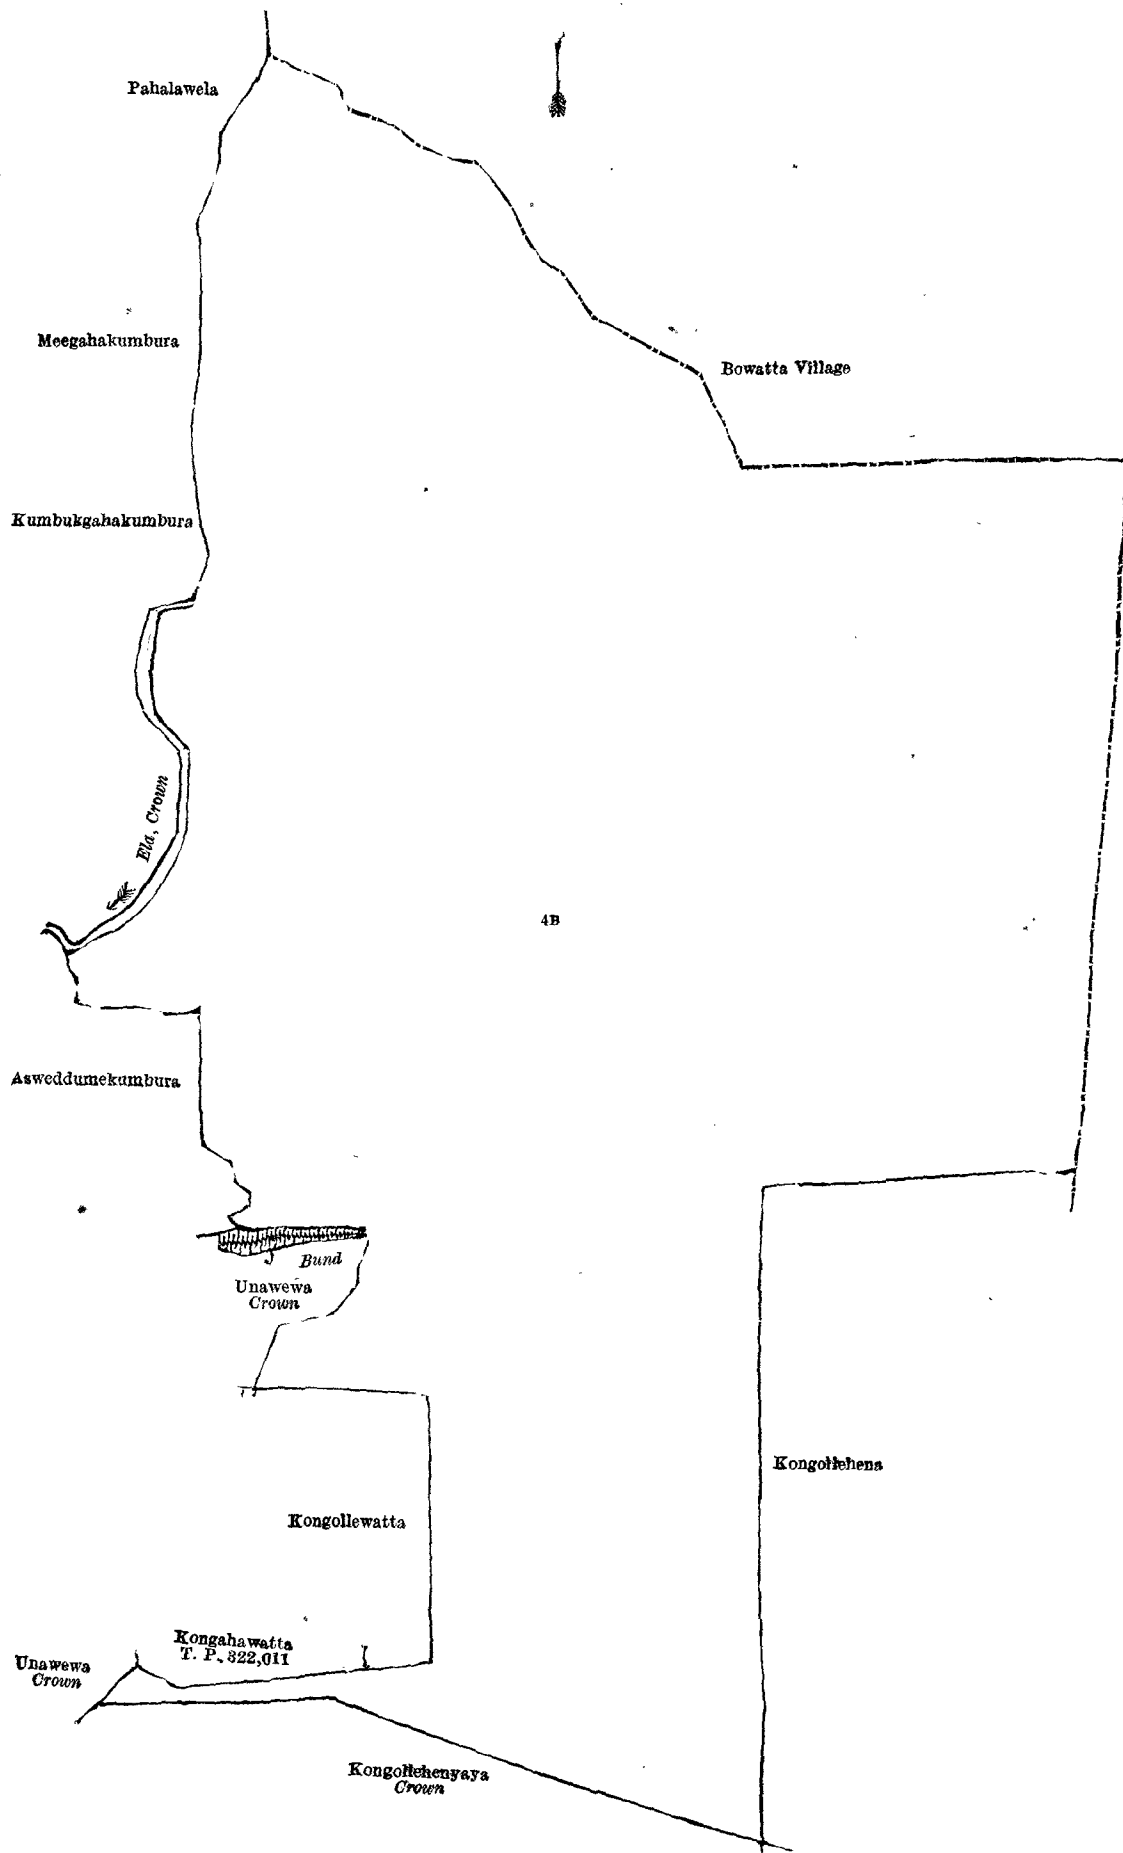 Pahalawela
Meegahakumbura
Bowatta Village
Kumbukgahakumbura
Ela, Crown
4B
Asweddumekumbura
Bund
Unawewa
Crown
Kongollehena
Kongollewatta
Kongahawatta
T. P. 322,011
Unawewa
Crown
Kongollehenyaya
Crown